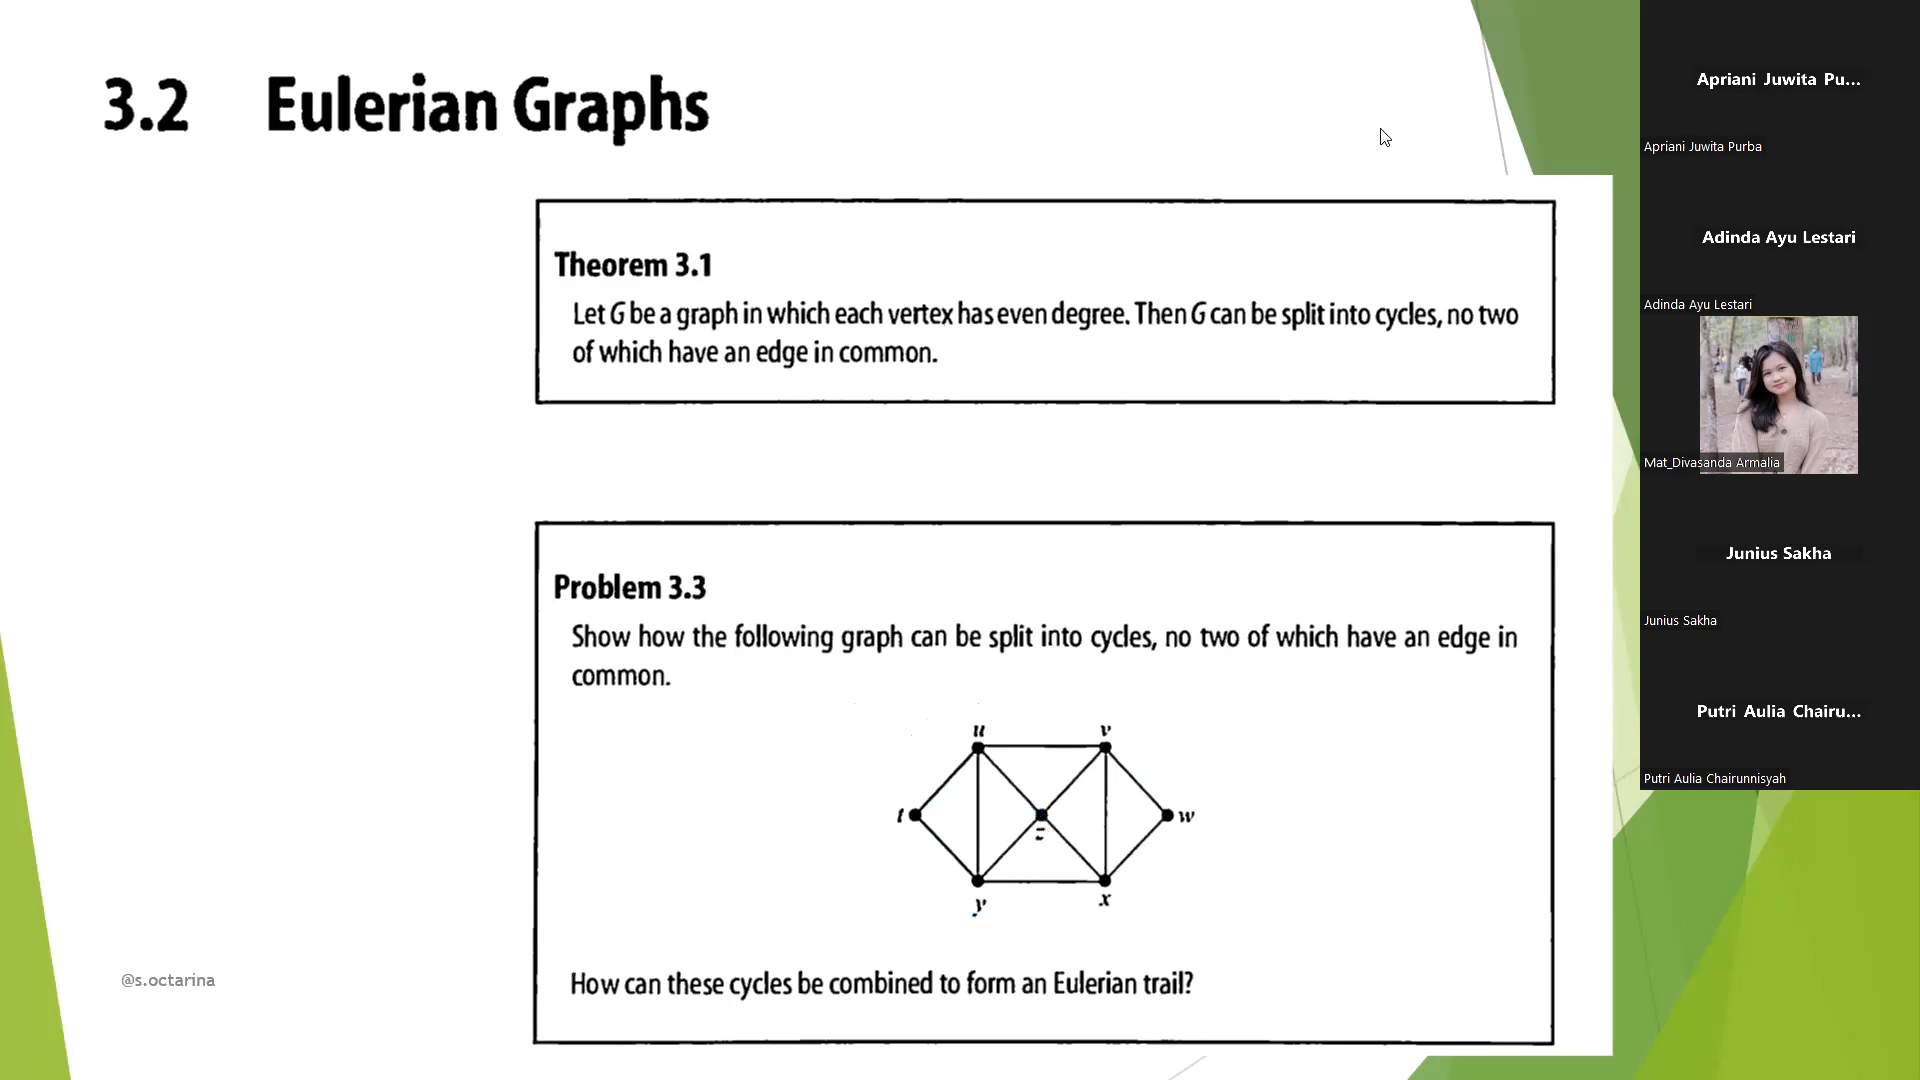 3.2 Eulerian Graphs
Theorem 3.1
Let G be a graph in which each vertex has even degree. Then G can be split into cycles, no two
of which have an edge in common.
Problem 3.3
Show how the following graph can be split into cycles, no two of which have an edge in
common.
u v
t z w
y x
How can these cycles be combined to form an Eulerian trail?
@s.octarina
Apriani Juwita Pu...
Apriani Juwita Purba
Adinda Ayu Lestari
Adinda Ayu Lestari
Mat_Divasanda Armalia
Junius Sakha
Junius Sakha
Putri Aulia Chairu...
Putri Aulia Chairunnisyah